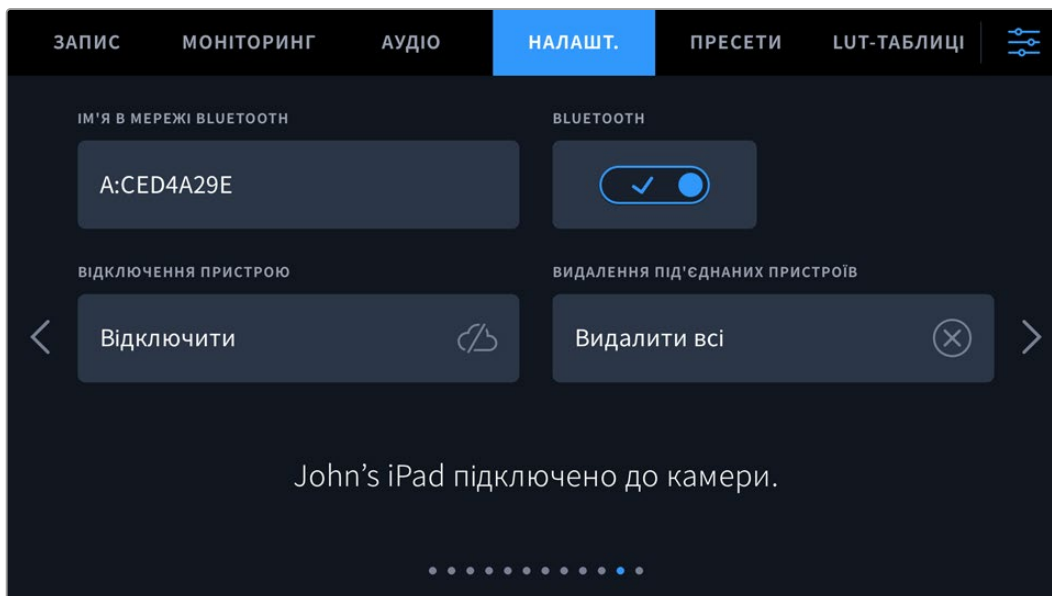 ЗАПИС МОНІТОРИНГ АУДІО НАЛАШТ. ПРЕСЕТИ LUT-ТАБЛИЦІ
ІМ'Я В МЕРЕЖІ BLUETOOTH BLUETOOTH
A:CED4A29E
ВІДКЛЮЧЕННЯ ПРИСТРОЮ ВИДАЛЕННЯ ПІД'ЄДНАНИХ ПРИСТРОЇВ
Відключити Видалити всі
John’s iPad підключено до камери.